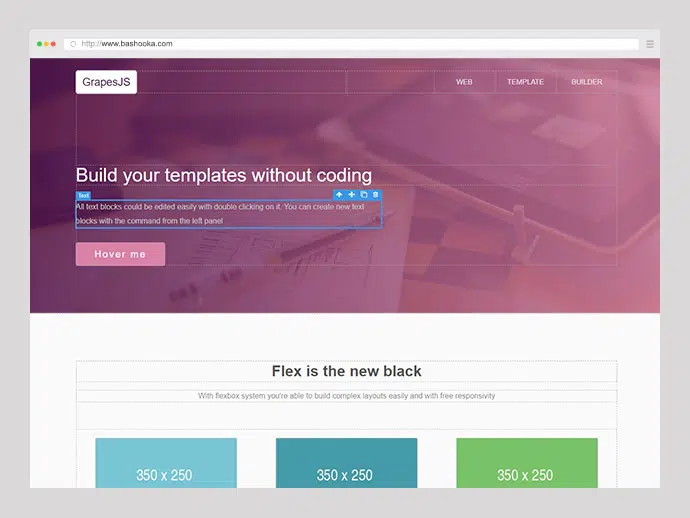 http://www.bashooka.com
GrapesJS
WEB TEMPLATE BUILDER
Build your templates without coding
Text
All text blocks could be edited easily with double clicking on it. You can create new text
blocks with the command from the left panel
Hover me
Flex is the new black
With flexbox system you're able to build complex layouts easily and with free responsivity
350 x 250 350 x 250 350 x 250